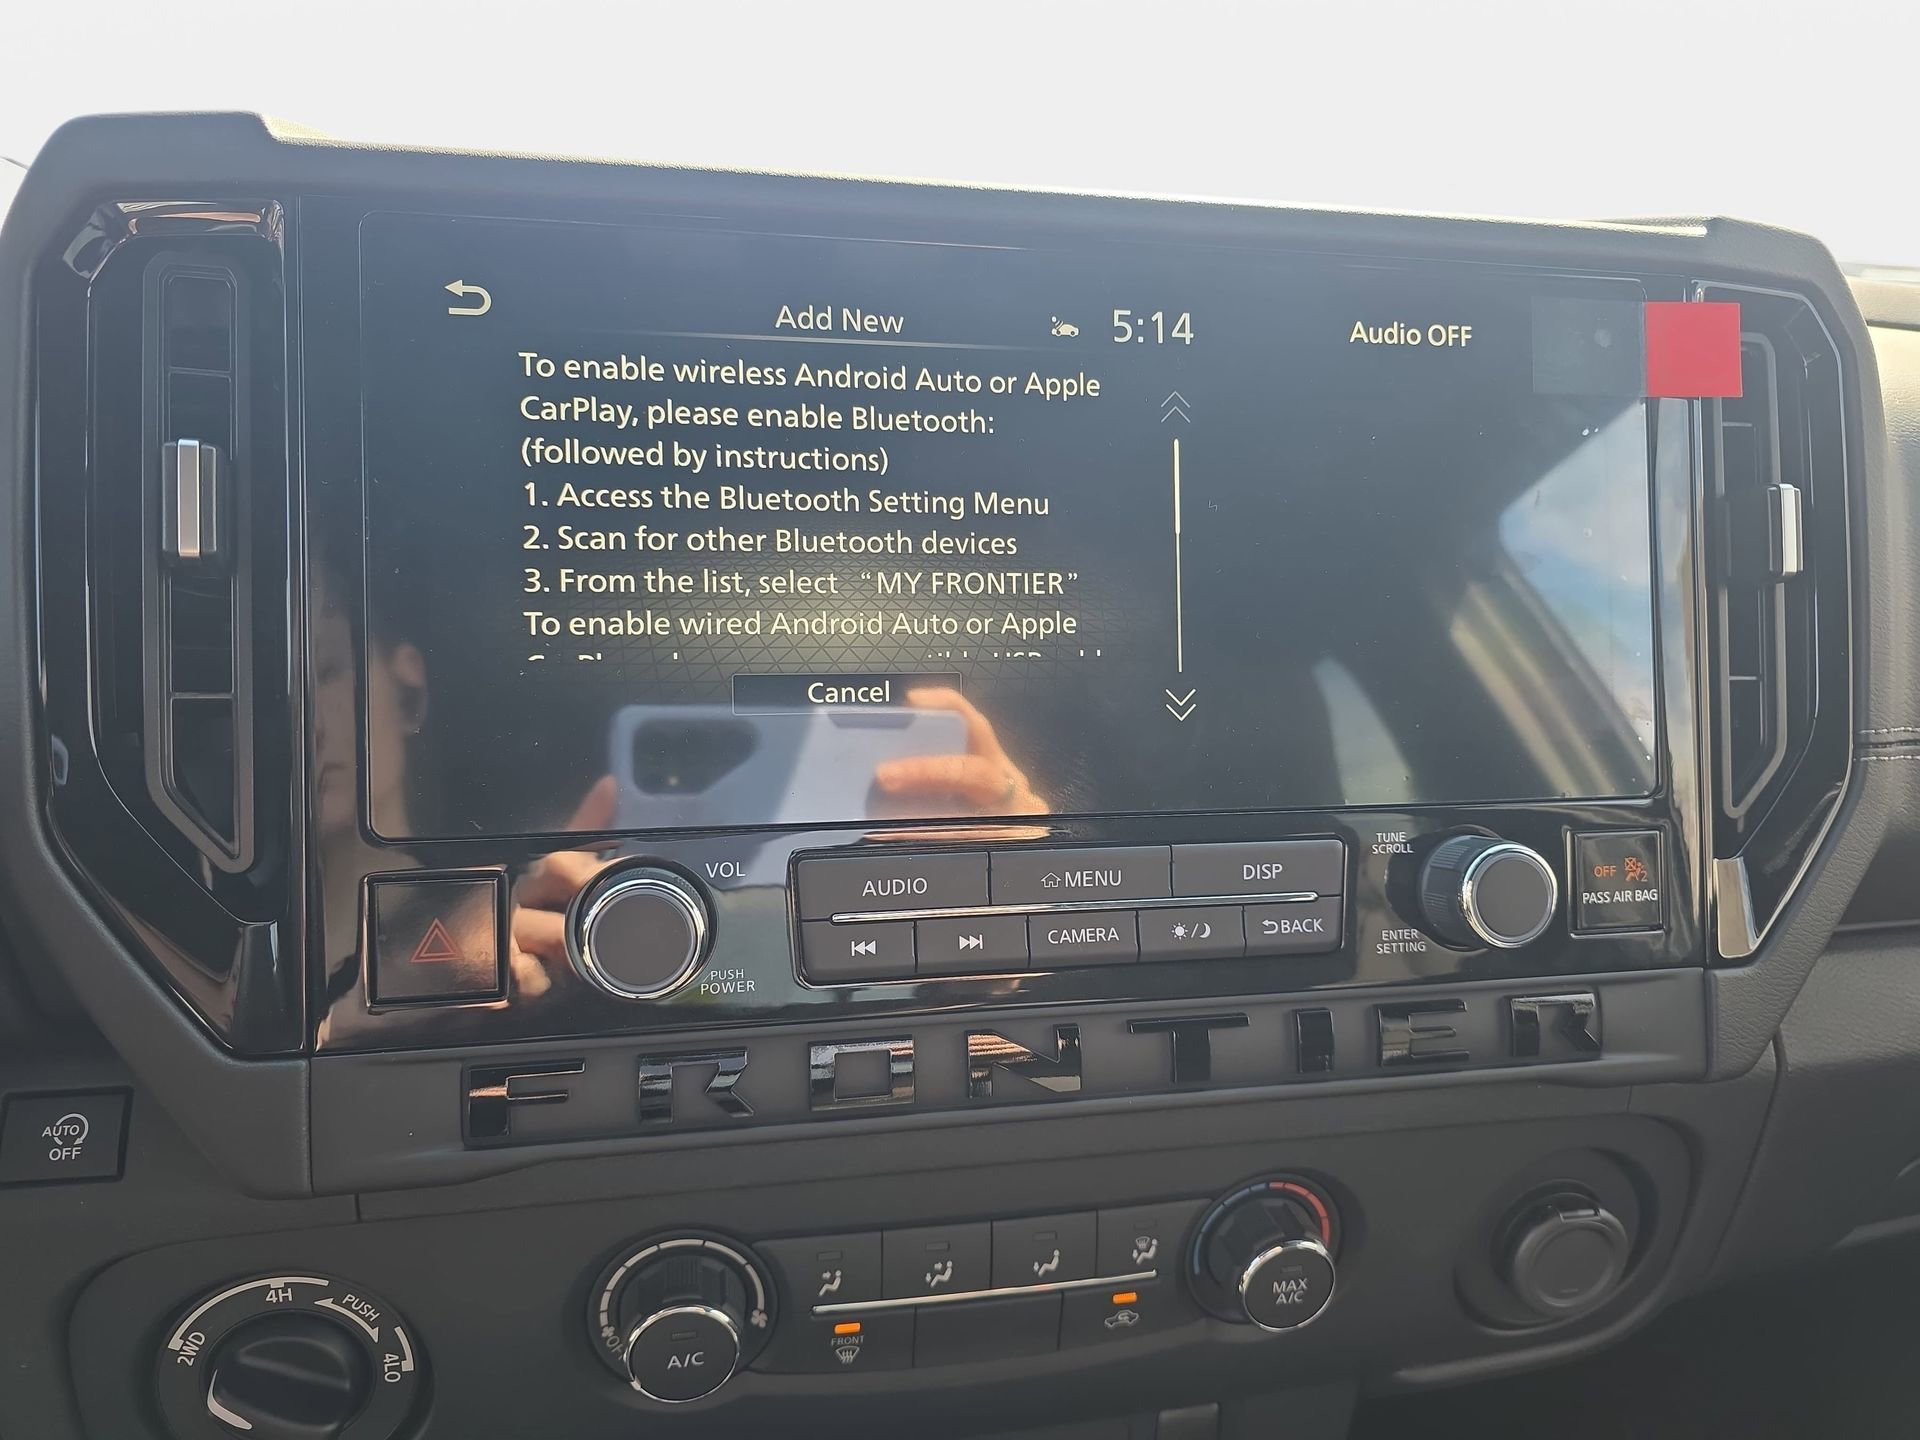 Add New
5:14
Audio OFF
To enable wireless Android Auto or Apple
CarPlay, please enable Bluetooth:
(followed by instructions)
1. Access the Bluetooth Setting Menu
2. Scan for other Bluetooth devices
3. From the list, select “MY FRONTIER”
To enable wired Android Auto or Apple
Cancel
VOL
PUSH
POWER
AUDIO
MENU
DISP
CAMERA
BACK
TUNE
SCROLL
ENTER
SETTING
OFF
2
PASS AIR BAG
FRONTIER
AUTO
OFF
2WD
4H
PUSH
4LO
OFF
A/C
FRONT
MAX
A/C